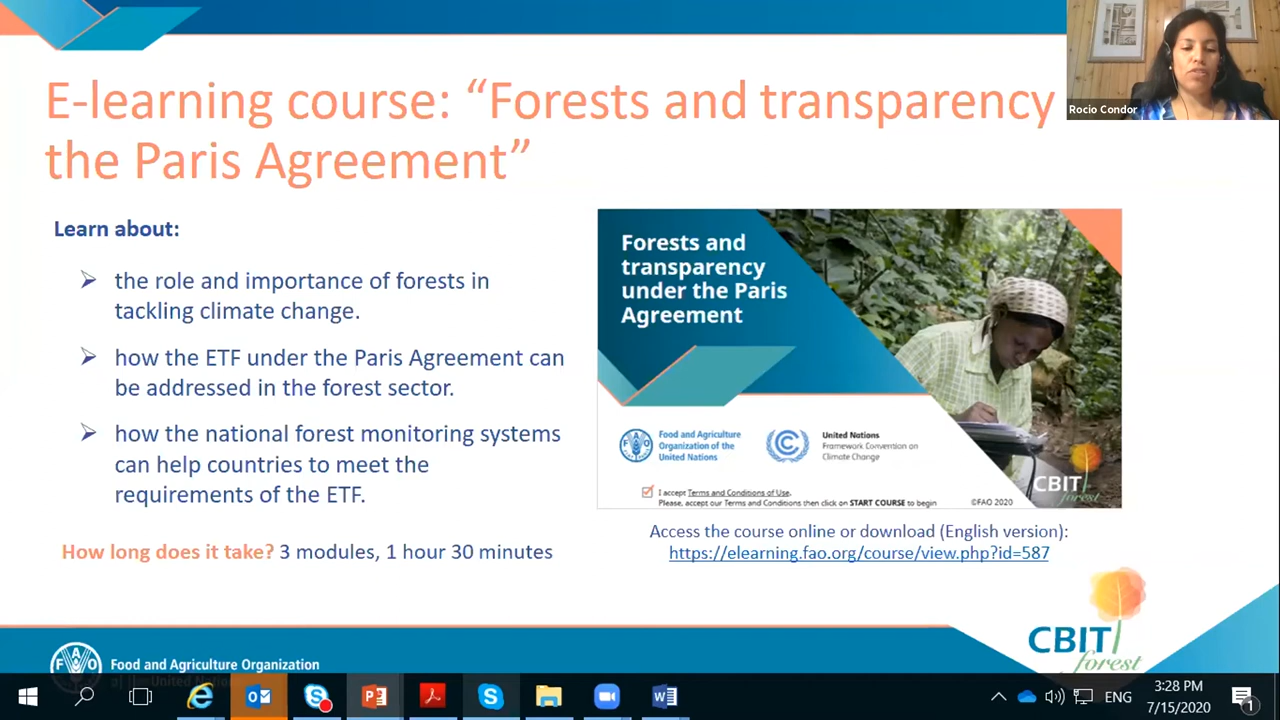 E-learning course: “Forests and transparency
the Paris Agreement”
Rocio Condor
Learn about:
the role and importance of forests in
tackling climate change.
how the ETF under the Paris Agreement can
be addressed in the forest sector.
how the national forest monitoring systems
can help countries to meet the
requirements of the ETF.
How long does it take? 3 modules, 1 hour 30 minutes
Forests and
transparency
under the Paris
Agreement
Food and Agriculture
Organization of the
United Nations
United Nations
Framework Convention on
Climate Change
I accept Terms and Conditions of Use.
Please, accept our Terms and Conditions then click on START COURSE to begin
©FAO 2020
CBIT
forest
Access the course online or download (English version):
https://elearning.fao.org/course/view.php?id=587
CBIT
forest
FAO
Food and Agriculture Organization
United Nations
ENG
3:28 PM
7/15/2020
1